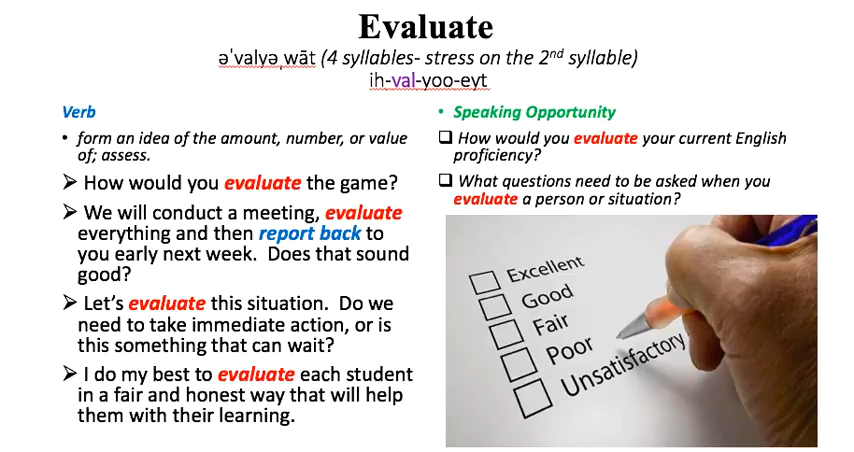 Evaluate
əˈvalyəˌwāt (4 syllables- stress on the 2nd syllable)
ih-val-yoo-eyt
Verb
• form an idea of the amount, number, or value
of; assess.
➢ How would you evaluate the game?
➢ We will conduct a meeting, evaluate
everything and then report back to
you early next week. Does that sound
good?
➢ Let’s evaluate this situation. Do we
need to take immediate action, or is
this something that can wait?
➢ I do my best to evaluate each student
in a fair and honest way that will help
them with their learning.
• Speaking Opportunity
❑ How would you evaluate your current English
proficiency?
❑ What questions need to be asked when you
evaluate a person or situation?
Excellent
Good
Fair
Poor
Unsatisfactory